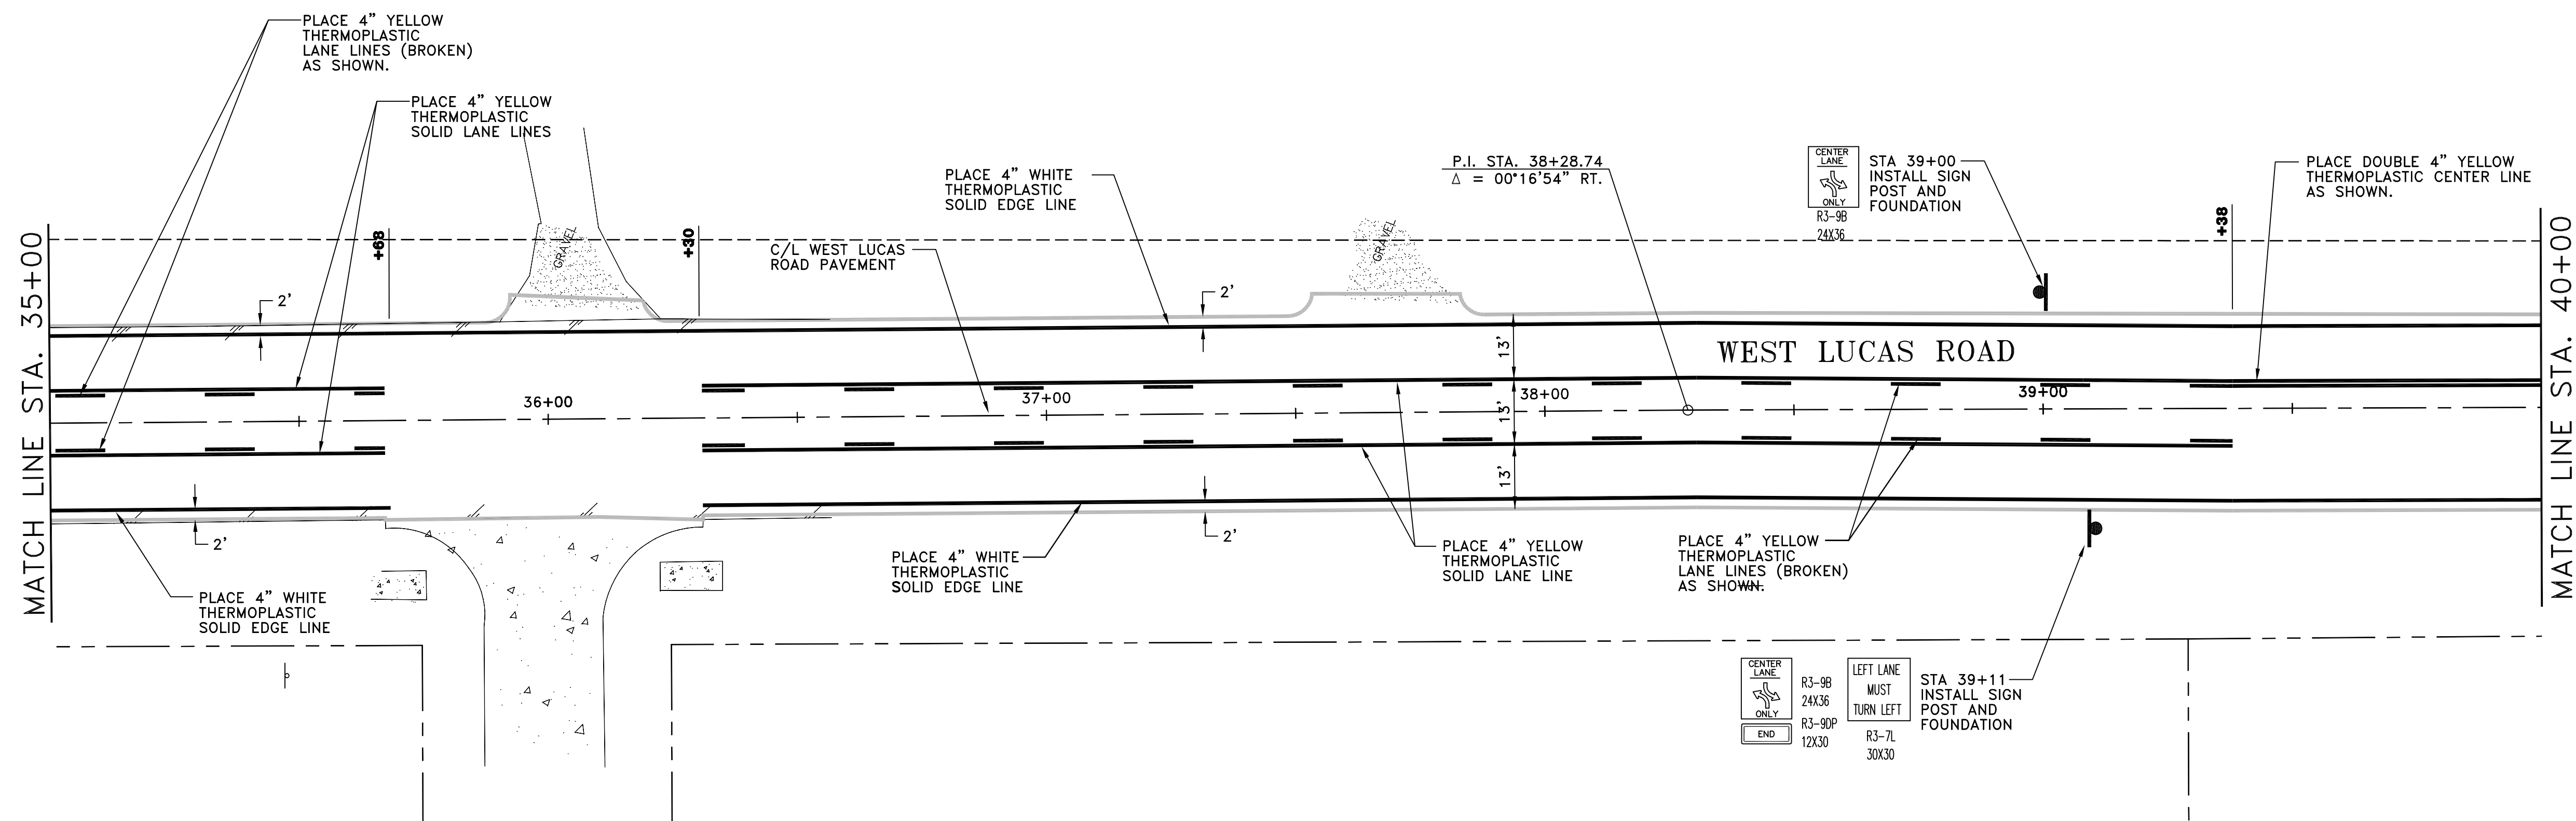 PLACE 4” YELLOW
THERMOPLASTIC
LANE LINES (BROKEN)
AS SHOWN.
PLACE 4” YELLOW
THERMOPLASTIC
SOLID LANE LINES
PLACE 4” WHITE
THERMOPLASTIC
SOLID EDGE LINE
P.I. STA. 38+28.74
Δ = 00°16'54” RT.
CENTER
LANE
ONLY
R3-9B
24X36
STA 39+00
INSTALL SIGN
POST AND
FOUNDATION
PLACE DOUBLE 4” YELLOW
THERMOPLASTIC CENTER LINE
AS SHOWN.
MATCH LINE STA. 35+00
+68
GRAVEL
+30
C/L WEST LUCAS
ROAD PAVEMENT
GRAVEL
+38
MATCH LINE STA. 40+00
2'
2'
13'
WEST LUCAS ROAD
36+00
37+00
38+00
39+00
13'
13'
2'
2'
PLACE 4” WHITE
THERMOPLASTIC
SOLID EDGE LINE
PLACE 4” WHITE
THERMOPLASTIC
SOLID EDGE LINE
PLACE 4” YELLOW
THERMOPLASTIC
SOLID LANE LINE
PLACE 4” YELLOW
THERMOPLASTIC
LANE LINES (BROKEN)
AS SHOWN.
CENTER
LANE
ONLY
END
R3-9B
24X36
R3-9DP
12X30
LEFT LANE
MUST
TURN LEFT
R3-7L
30X30
STA 39+11
INSTALL SIGN
POST AND
FOUNDATION